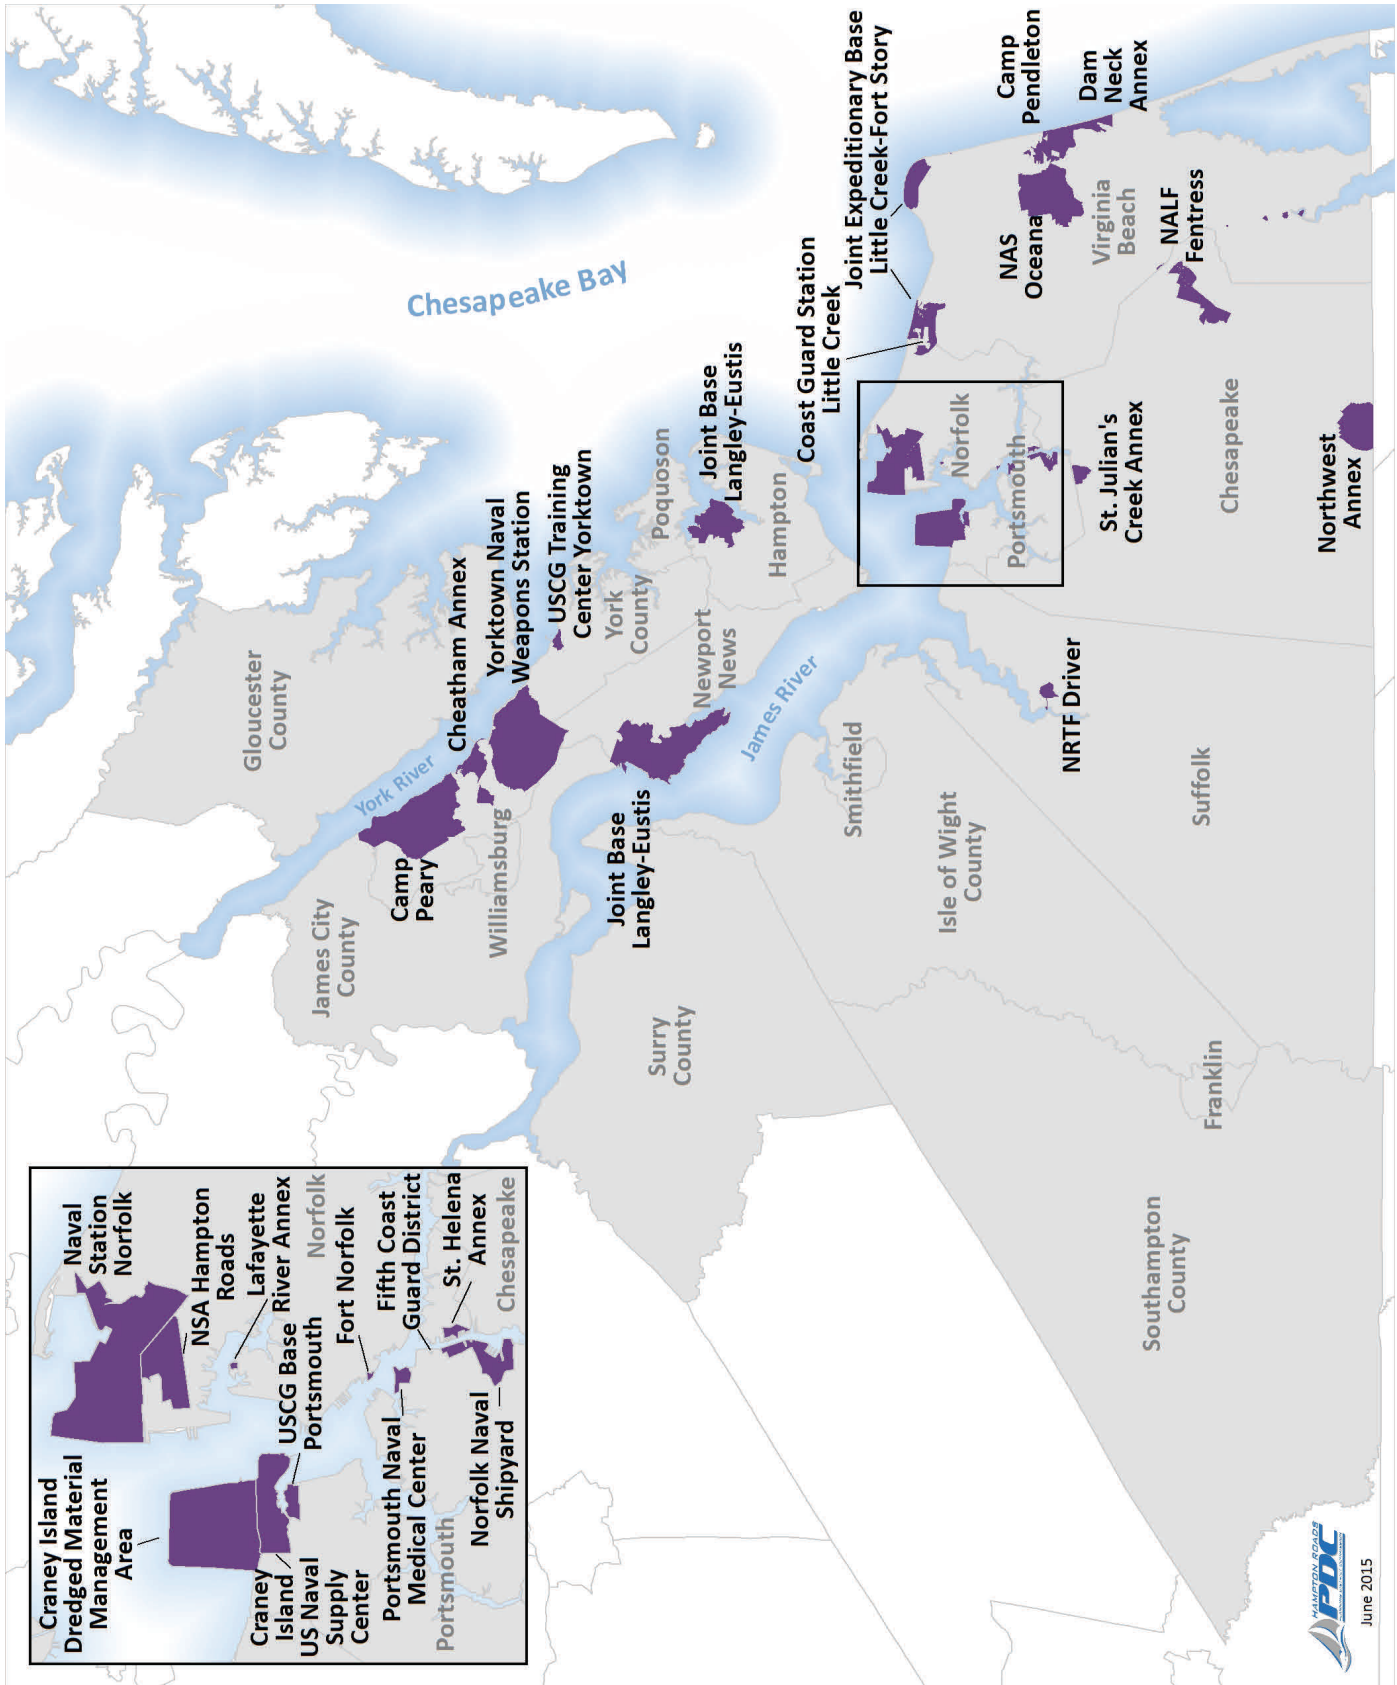 Craney Island
Dredged Material
Management
Area
Naval
Station
Norfolk
NSA Hampton
Roads
Lafayette
River Annex
Norfolk
Craney
Island
US Naval
Supply
Center
USCG Base
Portsmouth
Fort Norfolk
Fifth Coast
Guard District
St. Helena
Annex
Chesapeake
Portsmouth Naval
Medical Center
Portsmouth
Norfolk Naval
Shipyard
Gloucester
County
York River
James City
County
Camp
Peary
Williamsburg
Cheatham Annex
Yorktown Naval
Weapons Station
USCG Training
Center Yorktown
York
County
Poquoson
Joint Base
Langley-Eustis
Hampton
Newport
News
Joint Base
Langley-Eustis
James River
Chesapeake Bay
Surry
County
Smithfield
Isle of Wight
County
Coast Guard Station
Little Creek
Joint Expeditionary Base
Little Creek-Fort Story
Camp
Pendleton
Dam
Neck
Annex
NAS
Oceana
Virginia
Beach
NALF
Fentress
Norfolk
Portsmouth
St. Julian's
Creek Annex
Chesapeake
Northwest
Annex
NRTF Driver
Suffolk
Franklin
Southampton
County
HAMPTON ROADS
PDC
June 2015